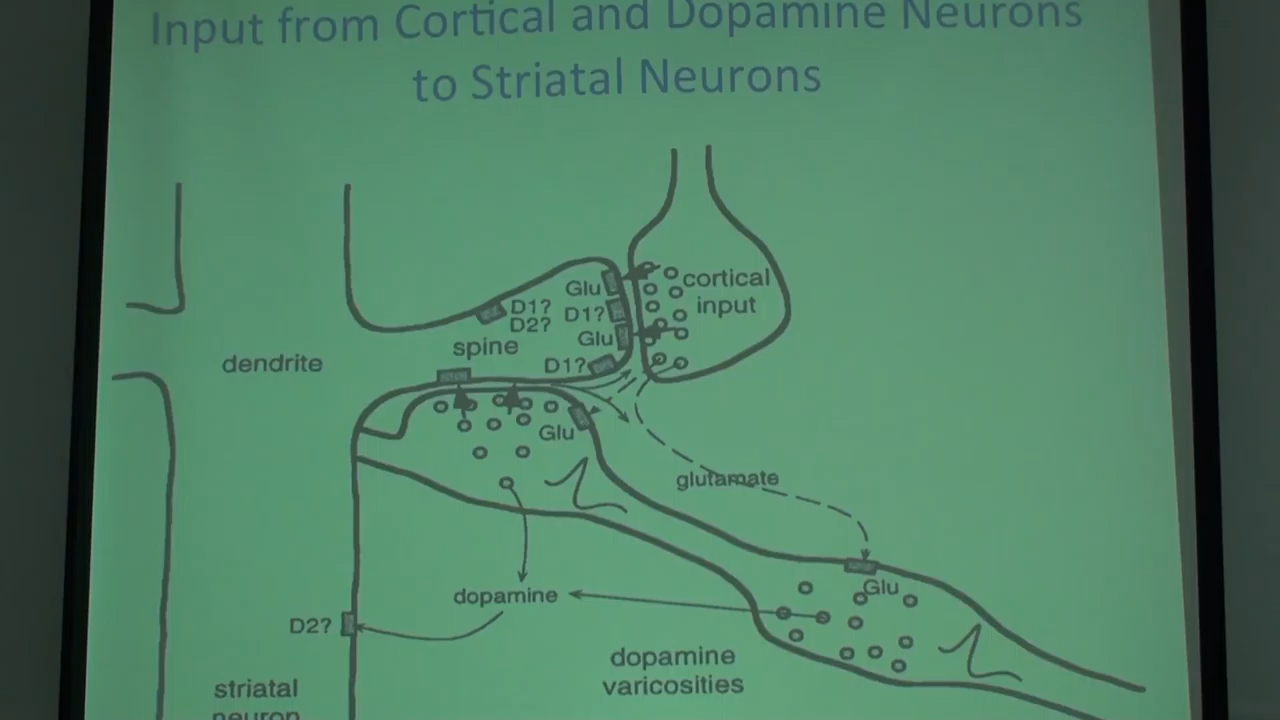 Input from Cortical and Dopamine Neurons
to Striatal Neurons
cortical
input
Glu
D1?
D2?
D1?
Glu
spine
D1?
dendrite
Glu
glutamate
Glu
dopamine
D2?
dopamine
varicosities
striatal
neuron